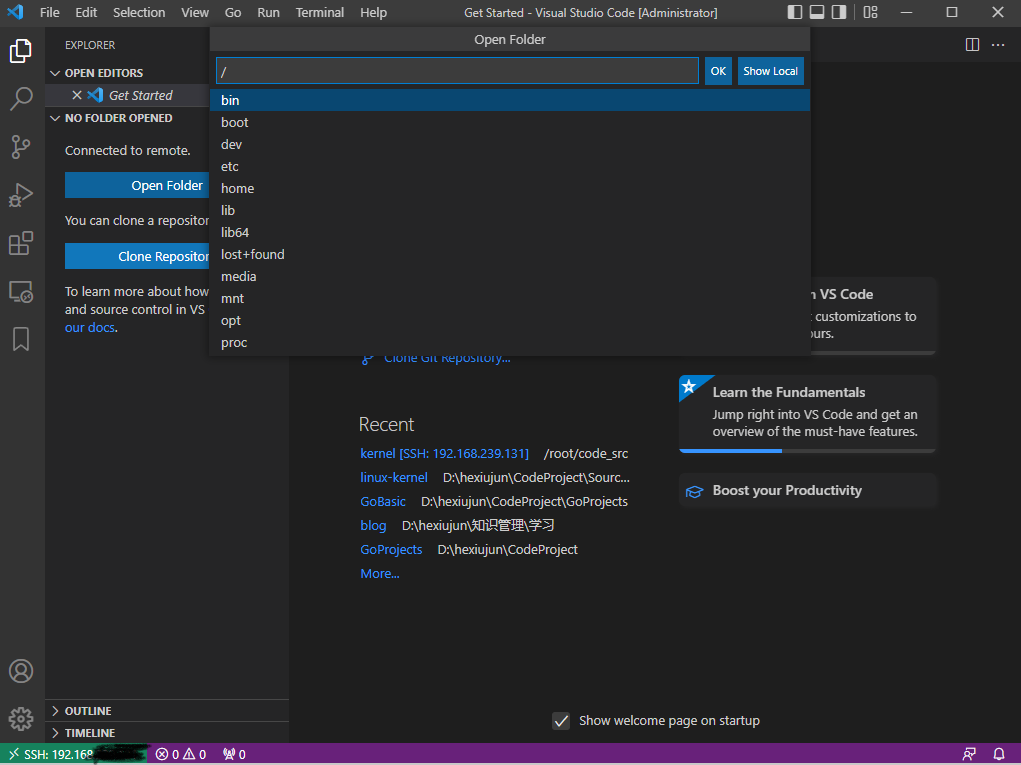 File Edit Selection View Go Run Terminal Help Get Started - Visual Studio Code [Administrator]
EXPLORER
OPEN EDITORS
Get Started
NO FOLDER OPENED
Connected to remote.
Open Folder
You can clone a repositor
Clone Repositor
To learn more about how
and source control in VS
our docs.
OUTLINE
TIMELINE
Open Folder
/ OK Show Local
bin
boot
dev
etc
home
lib
lib64
lost+found
media
mnt
opt
proc
Clone Git Repository...
Recent
kernel [SSH: 192.168.239.131] /root/code_src
linux-kernel D:\hexiujun\CodeProject\Sourc...
GoBasic D:\hexiujun\CodeProject\GoProjects
blog D:\hexiujun\知识管理\学习
GoProjects D:\hexiujun\CodeProject
More...
n VS Code
customizations to
ours.
Learn the Fundamentals
Jump right into VS Code and get an
overview of the must-have features.
Boost your Productivity
Show welcome page on startup
SSH: 192.168 0 0 0